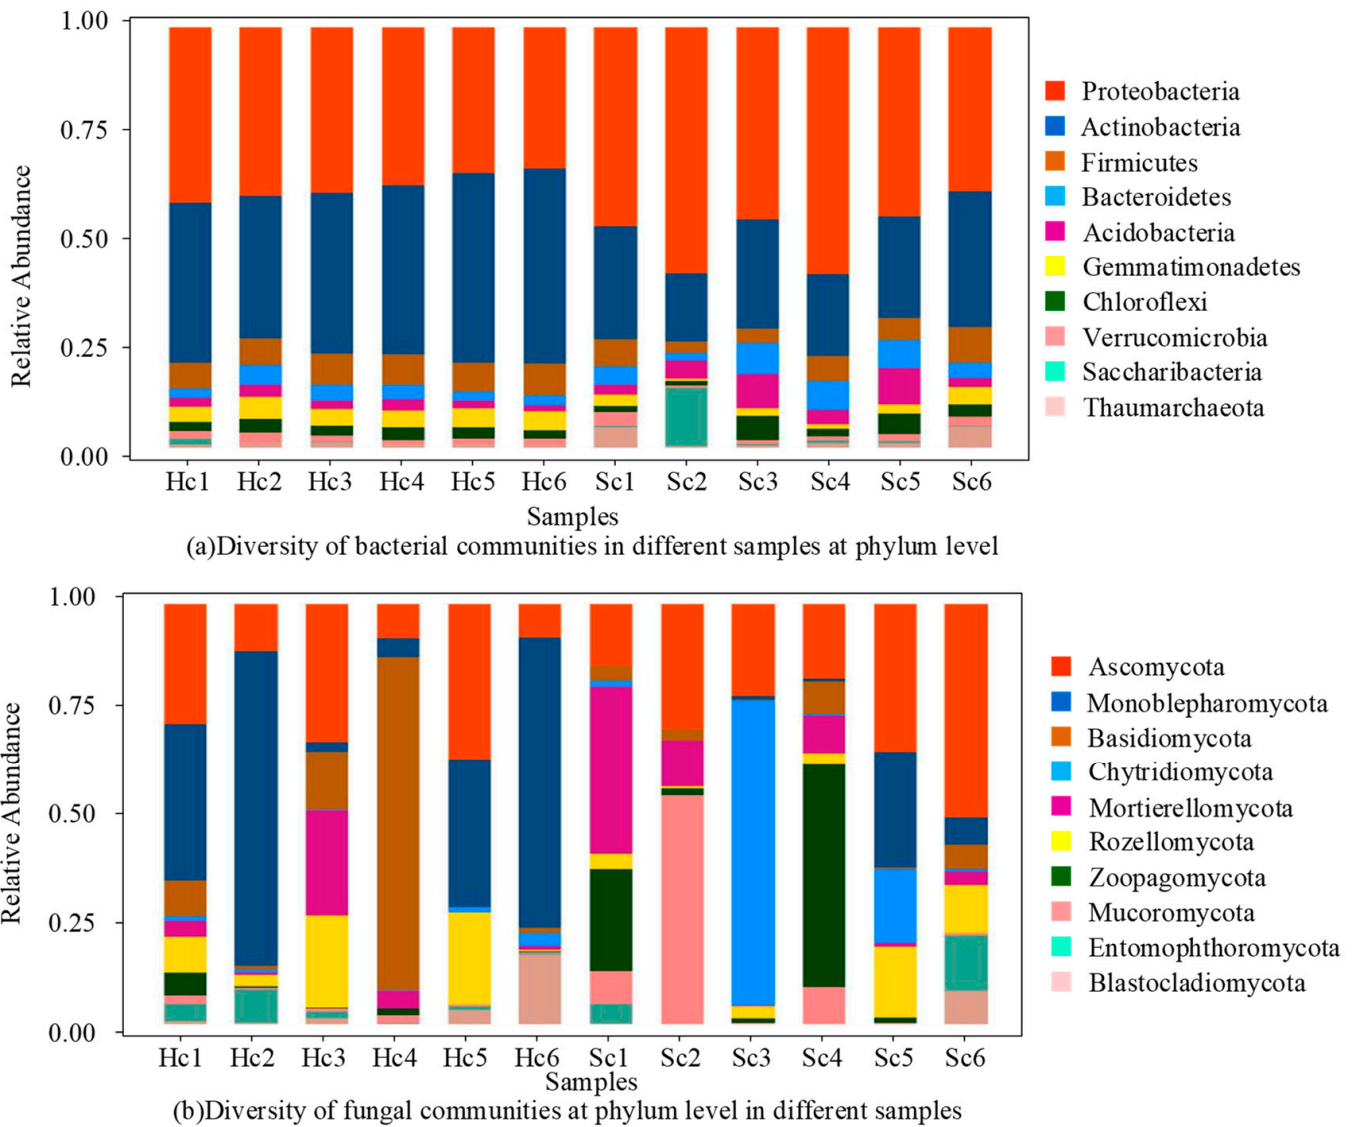 1.00
0.75
0.50
0.25
0.00
Relative Abundance
Hc1 Hc2 Hc3 Hc4 Hc5 Hc6 Sc1 Sc2 Sc3 Sc4 Sc5 Sc6
Samples
Proteobacteria
Actinobacteria
Firmicutes
Bacteroidetes
Acidobacteria
Gemmatimonadetes
Chloroflexi
Verrucomicrobia
Saccharibacteria
Thaumarchaeota
(a)Diversity of bacterial communities in different samples at phylum level
1.00
0.75
0.50
0.25
0.00
Relative Abundance
Hc1 Hc2 Hc3 Hc4 Hc5 Hc6 Sc1 Sc2 Sc3 Sc4 Sc5 Sc6
Samples
Ascomycota
Monoblepharomycota
Basidiomycota
Chytridiomycota
Mortierellomycota
Rozellomycota
Zoopagomycota
Mucoromycota
Entomophthoromycota
Blastocladiomycota
(b)Diversity of fungal communities at phylum level in different samples